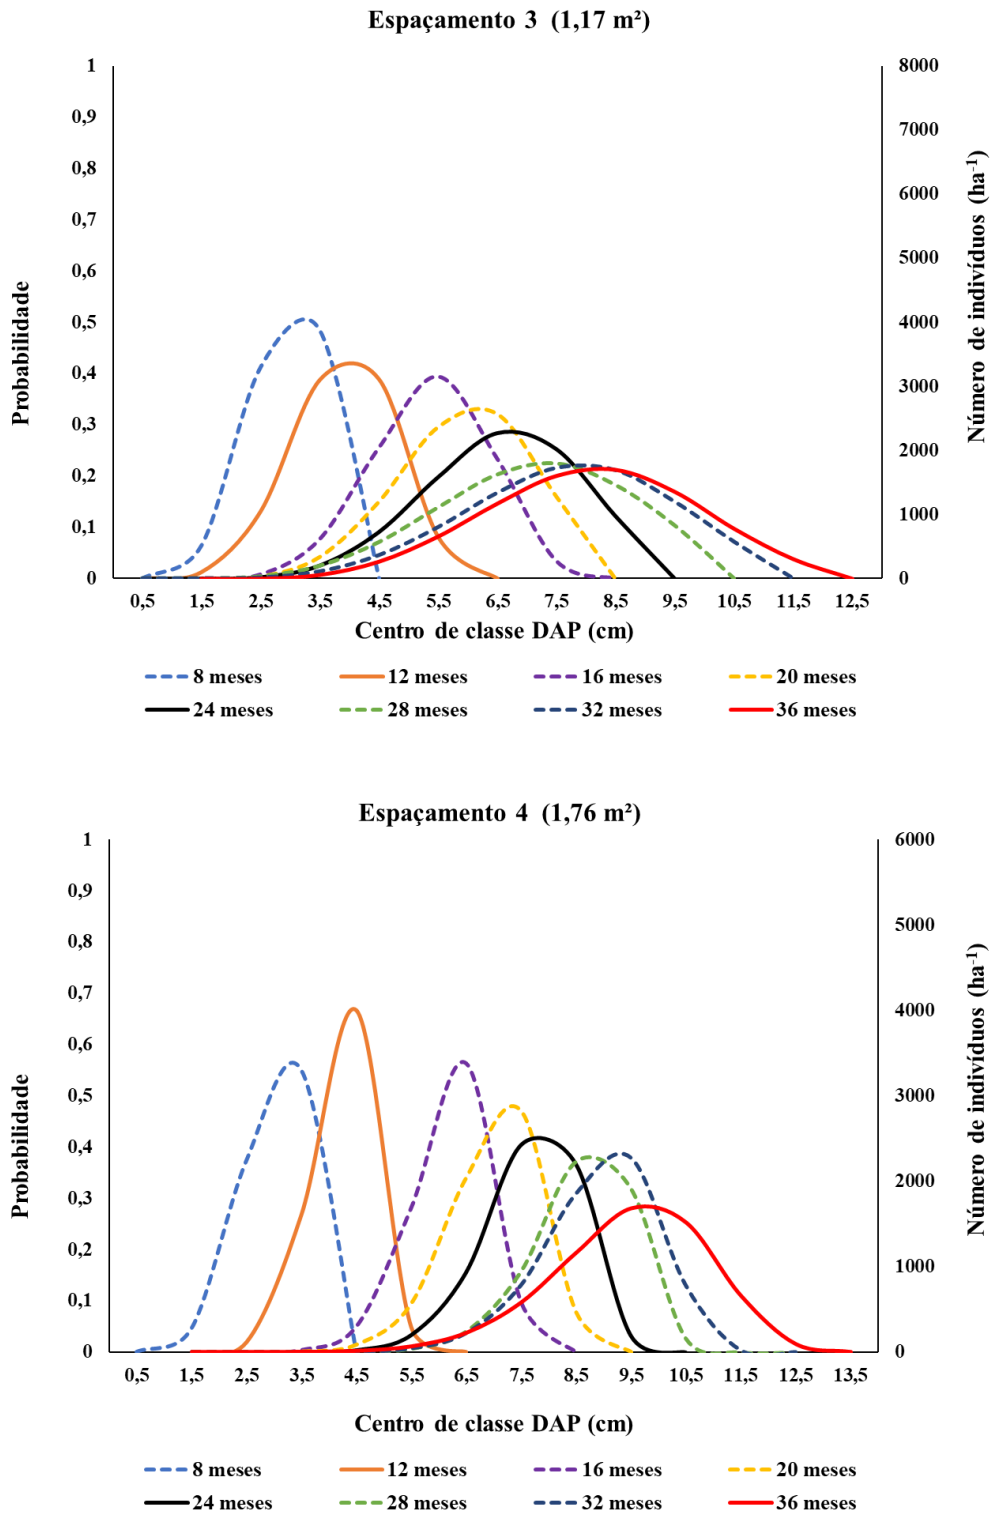 Espaçamento 3 (1,17 m²)
1
0,9
0,8
0,7
0,6
0,5
0,4
0,3
0,2
0,1
0
Probabilidade
8000
7000
6000
5000
4000
3000
2000
1000
0
Número de indivíduos (ha⁻¹)
0,5 1,5 2,5 3,5 4,5 5,5 6,5 7,5 8,5 9,5 10,5 11,5 12,5
Centro de classe DAP (cm)
8 meses 12 meses 16 meses 20 meses
24 meses 28 meses 32 meses 36 meses
Espaçamento 4 (1,76 m²)
1
0,9
0,8
0,7
0,6
0,5
0,4
0,3
0,2
0,1
0
Probabilidade
6000
5000
4000
3000
2000
1000
0
Número de indivíduos (ha⁻¹)
0,5 1,5 2,5 3,5 4,5 5,5 6,5 7,5 8,5 9,5 10,5 11,5 12,5 13,5
Centro de classe DAP (cm)
8 meses 12 meses 16 meses 20 meses
24 meses 28 meses 32 meses 36 meses